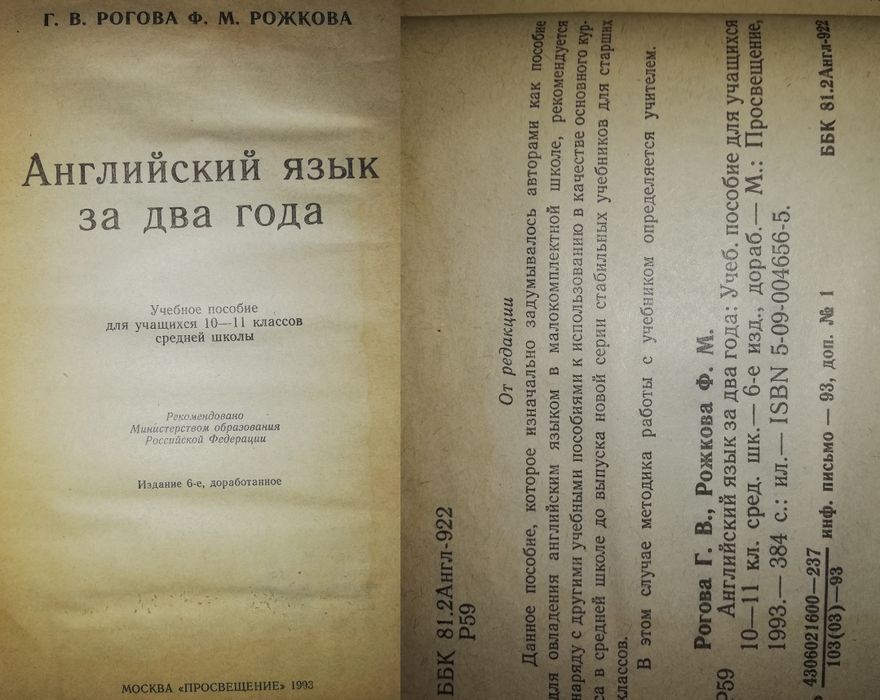 Г. В. РОГОВА Ф. М. РОЖКОВА
Английский язык
за два года
Учебное пособие
для учащихся 10—11 классов
средней школы
Рекомендовано
Министерством образования
Российской Федерации
Издание 6-е, доработанное
МОСКВА «ПРОСВЕЩЕНИЕ» 1993
ББК 81.2Англ-922
Р59
От редакции
Данное пособие, которое изначально задумывалось авторами как пособие
для овладения английским языком в малокомплектной школе, рекомендуется
наряду с другими учебными пособиями к использованию в качестве основного кур-
са в средней школе до выпуска новой серии стабильных учебников для старших
классов.
В этом случае методика работы с учебником определяется учителем.
Рогова Г. В., Рожкова Ф. М.
Р59 Английский язык за два года: Учеб. пособие для учащихся
10—11 кл. сред. шк.— 6-е изд., дораб.— М.: Просвещение,
1993.— 384 с.: ил.— ISBN 5-09-004656-5.
4306021600—237
103(03)—93 инф. письмо — 93, доп. № 1 ББК 81.2Англ-922